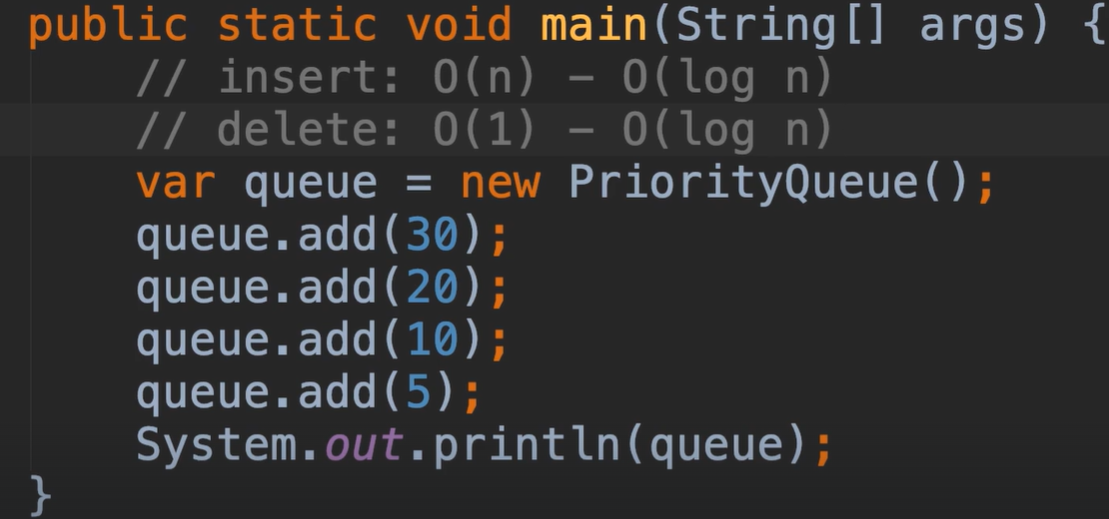 public static void main(String[] args) {
// insert: O(n) - O(log n)
// delete: O(1) - O(log n)
var queue = new PriorityQueue();
queue.add(30);
queue.add(20);
queue.add(10);
queue.add(5);
System.out.println(queue);
}